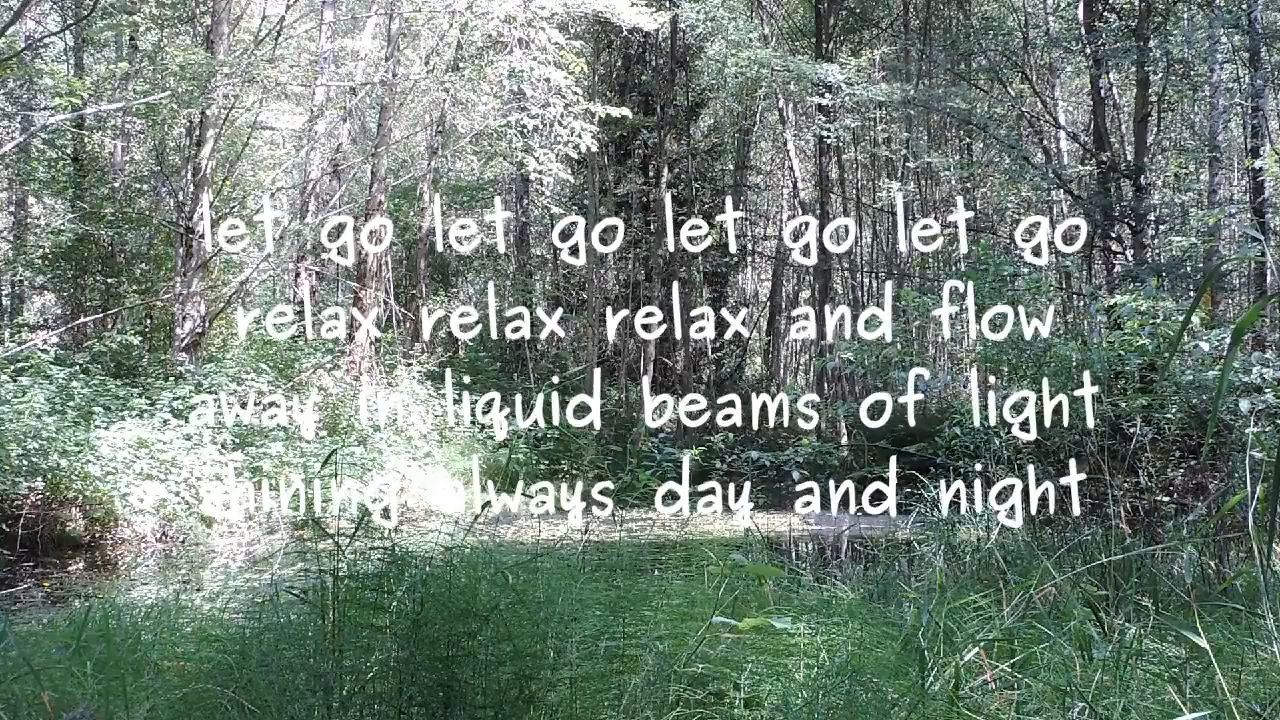 let go let go let go let go
relax relax relax and flow
away in liquid beams of light
shining always day and night